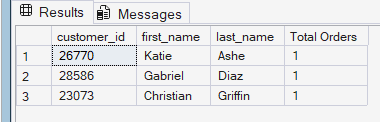 Results Messages
customer_id first_name last_name Total Orders
1 26770 Katie Ashe 1
2 28586 Gabriel Diaz 1
3 23073 Christian Griffin 1